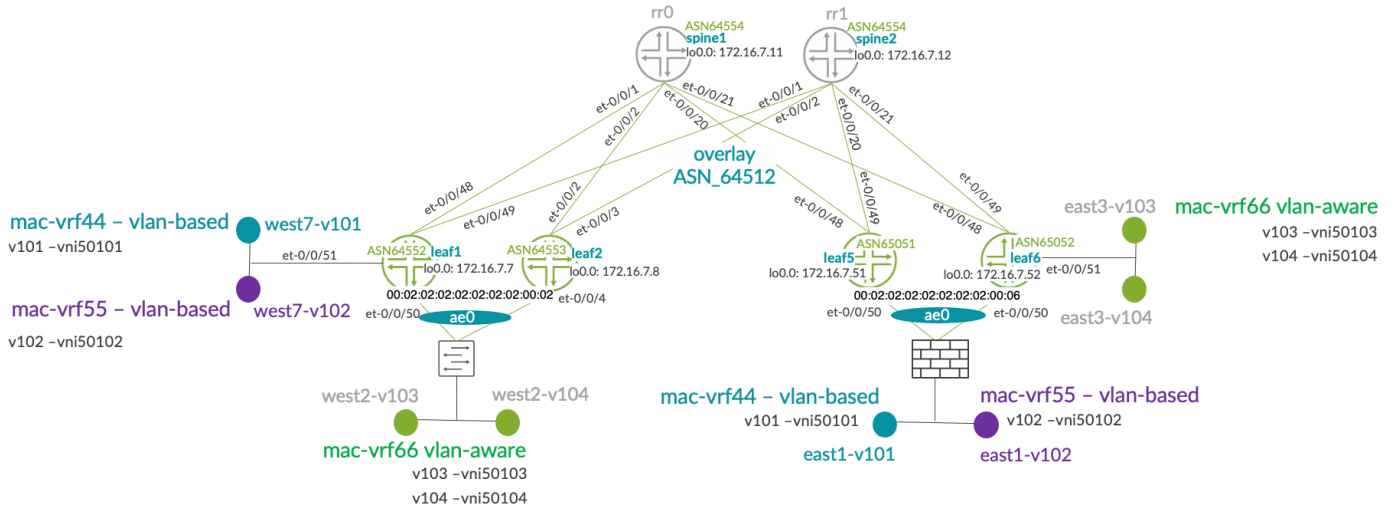 rr0
rr1
ASN64554
spine1
lo0.0: 172.16.7.11
ASN64554
spine2
lo0.0: 172.16.7.12
et-0/0/1
et-0/0/2
et-0/0/20
et-0/0/21
et-0/0/1
et-0/0/2
et-0/0/20
et-0/0/21
overlay
ASN_64512
et-0/0/48
et-0/0/49
et-0/0/2
et-0/0/3
et-0/0/48
et-0/0/49
et-0/0/48
et-0/0/49
mac-vrf44 – vlan-based
v101 –vni50101
west7-v101
et-0/0/51
mac-vrf55 – vlan-based
west7-v102
v102 –vni50102
ASN64552
leaf1
lo0.0: 172.16.7.7
ASN64553
leaf2
lo0.0: 172.16.7.8
00:02:02:02:02:02:02:02:00:02
et-0/0/50
et-0/0/4
ae0
west2-v103
west2-v104
mac-vrf66 vlan-aware
v103 –vni50103
v104 –vni50104
ASN65051
leaf5
lo0.0: 172.16.7.51
ASN65052
leaf6
lo0.0: 172.16.7.52
00:02:02:02:02:02:02:02:00:06
et-0/0/50
et-0/0/50
ae0
et-0/0/51
east3-v103
east3-v104
mac-vrf66 vlan-aware
v103 –vni50103
v104 –vni50104
mac-vrf44 – vlan-based
v101 –vni50101
east1-v101
mac-vrf55 – vlan-based
v102 –vni50102
east1-v102